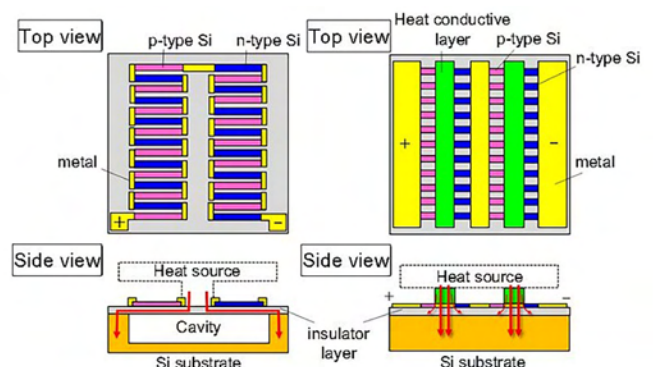 Top view
p-type Si
n-type Si
metal
+
-
Side view
Heat source
Cavity
Si substrate
insulator
layer
Top view
Heat conductive
layer
p-type Si
n-type Si
+
-
metal
Side view
Heat source
+
-
Si substrate